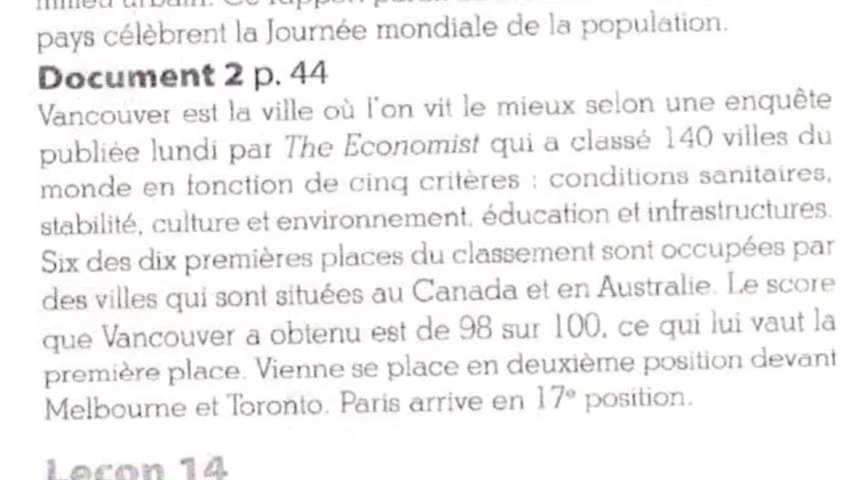 pays célèbrent la Journée mondiale de la population.
Document 2 p. 44
Vancouver est la ville où l'on vit le mieux selon une enquête
publiée lundi par The Economist qui a classé 140 villes du
monde en fonction de cinq critères : conditions sanitaires,
stabilité, culture et environnement, éducation et infrastructures.
Six des dix premières places du classement sont occupées par
des villes qui sont situées au Canada et en Australie. Le score
que Vancouver a obtenu est de 98 sur 100, ce qui lui vaut la
première place. Vienne se place en deuxième position devant
Melbourne et Toronto. Paris arrive en 17e position.
Leçon 14